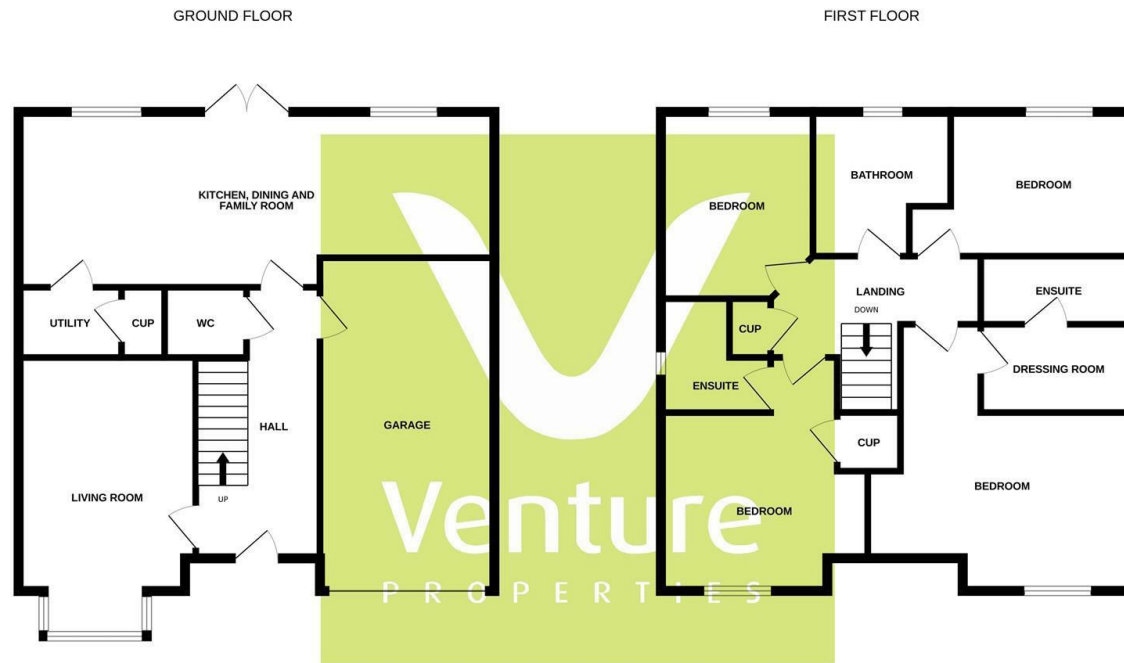 GROUND FLOOR
KITCHEN, DINING AND
FAMILY ROOM
UTILITY
CUP
WC
HALL
GARAGE
LIVING ROOM
UP
FIRST FLOOR
BEDROOM
BATHROOM
BEDROOM
LANDING
DOWN
ENSUITE
CUP
ENSUITE
DRESSING ROOM
CUP
BEDROOM
BEDROOM
Venture
PROPERTIES